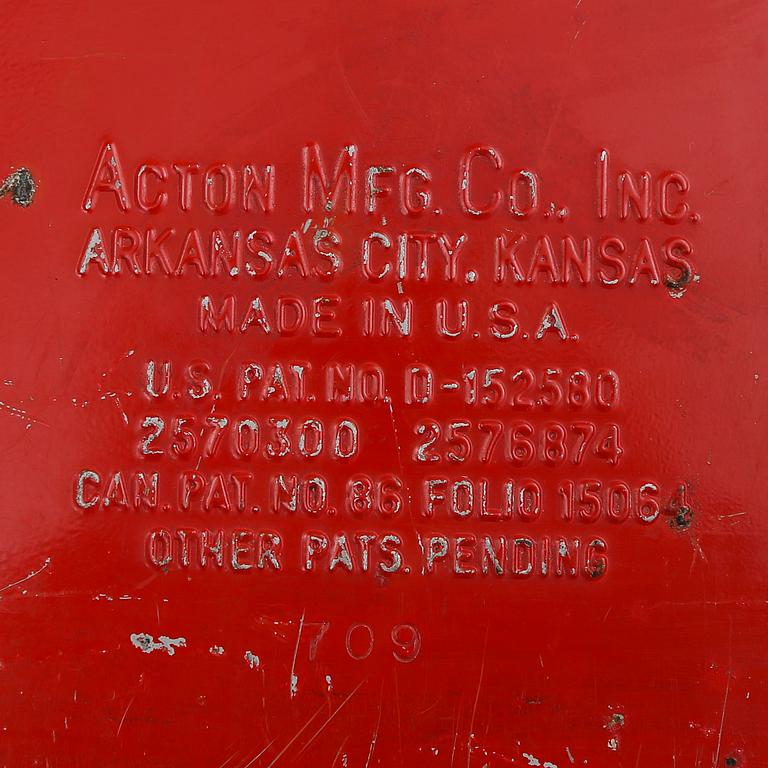 ACTON MFG. CO., INC.
ARKANSAS CITY, KANSAS
MADE IN U.S.A.
U.S. PAT. NO. D-152580
2570300 2576874
CAN. PAT. NO. 86 FOLIO 15064
OTHER PATS. PENDING
709